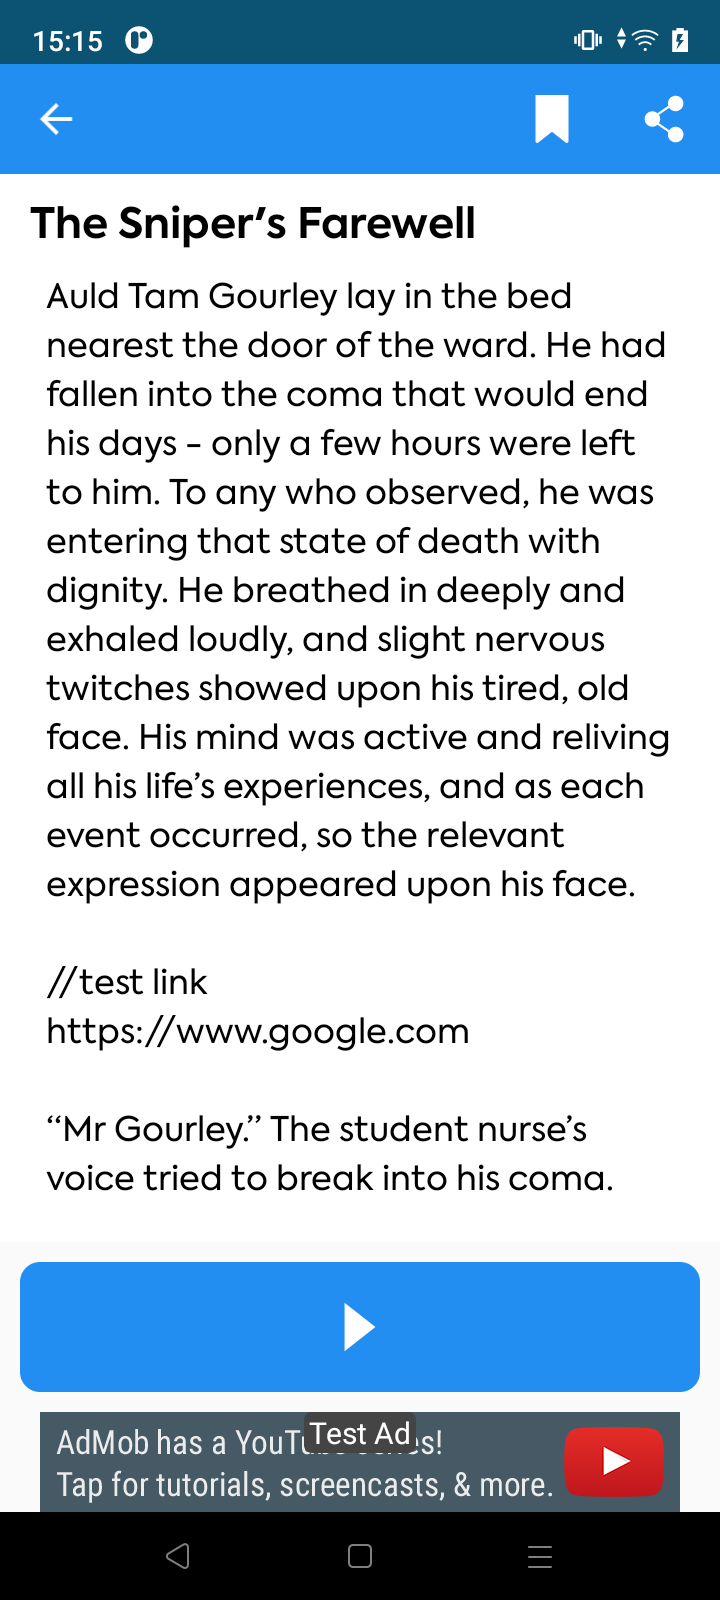 15:15
The Sniper's Farewell
Auld Tam Gourley lay in the bed
nearest the door of the ward. He had
fallen into the coma that would end
his days - only a few hours were left
to him. To any who observed, he was
entering that state of death with
dignity. He breathed in deeply and
exhaled loudly, and slight nervous
twitches showed upon his tired, old
face. His mind was active and reliving
all his life’s experiences, and as each
event occurred, so the relevant
expression appeared upon his face.
//test link
https://www.google.com
“Mr Gourley.” The student nurse’s
voice tried to break into his coma.
Test Ad
AdMob has a
Tap for tutorials, screencasts, & more.